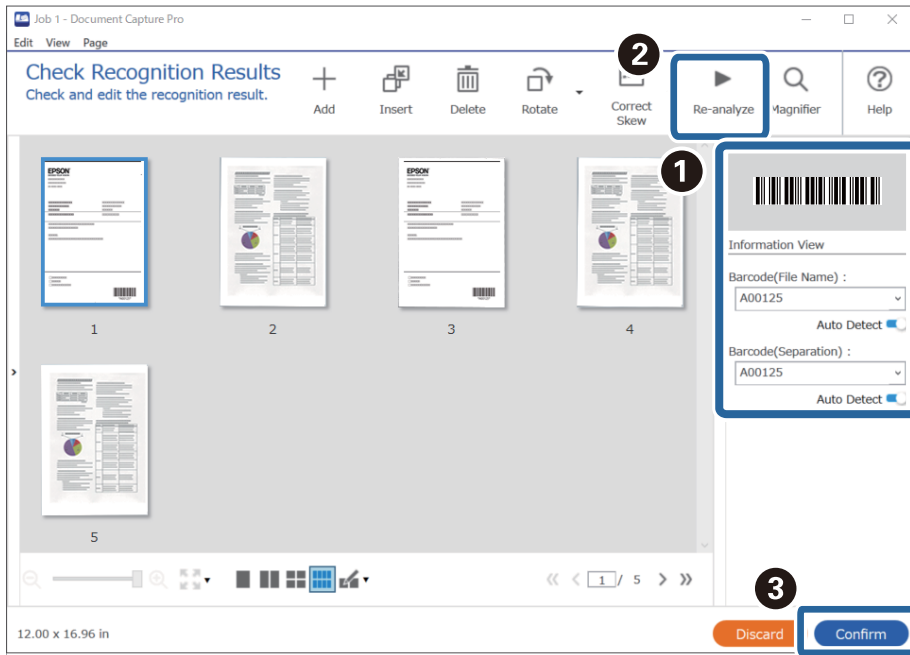 Job 1 - Document Capture Pro
Edit View Page
Check Recognition Results
Check and edit the recognition result.
Add
Insert
Delete
Rotate
Correct
Skew
2
Re-analyze
Magnifier
Help
1
EPSON
EPSON
1
2
3
4
5
Information View
Barcode(File Name) :
A00125
Auto Detect
Barcode(Separation) :
A00125
Auto Detect
1 / 5
3
12.00 x 16.96 in
Discard
Confirm